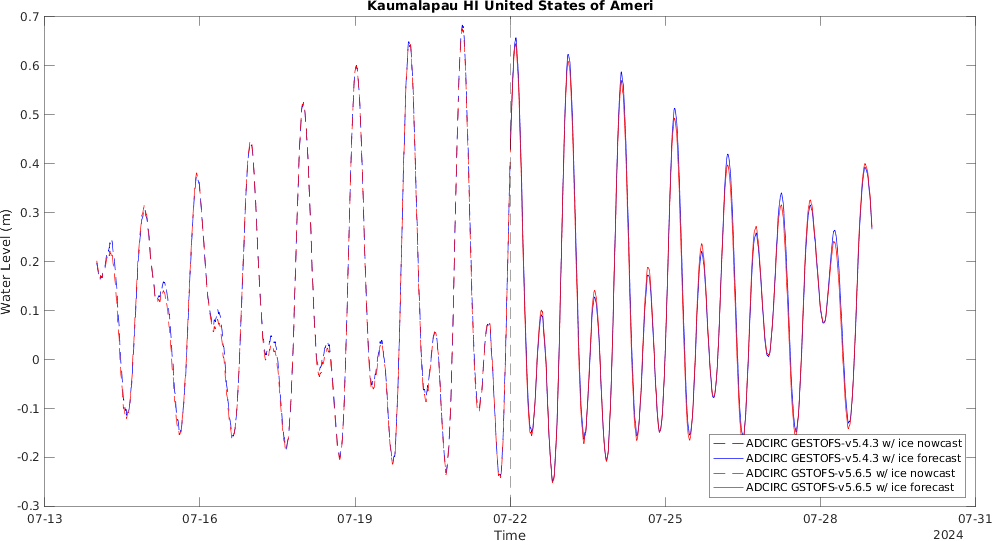 Kaumalapau HI United States of Ameri
0.7
0.6
0.5
0.4
0.3
0.2
0.1
0
-0.1
-0.2
-0.3
Water Level (m)
07-13
07-16
07-19
07-22
07-25
07-28
07-31
Time
2024
ADCIRC GESTOFS-v5.4.3 w/ ice nowcast
ADCIRC GESTOFS-v5.4.3 w/ ice forecast
ADCIRC GSTOFS-v5.6.5 w/ ice nowcast
ADCIRC GSTOFS-v5.6.5 w/ ice forecast